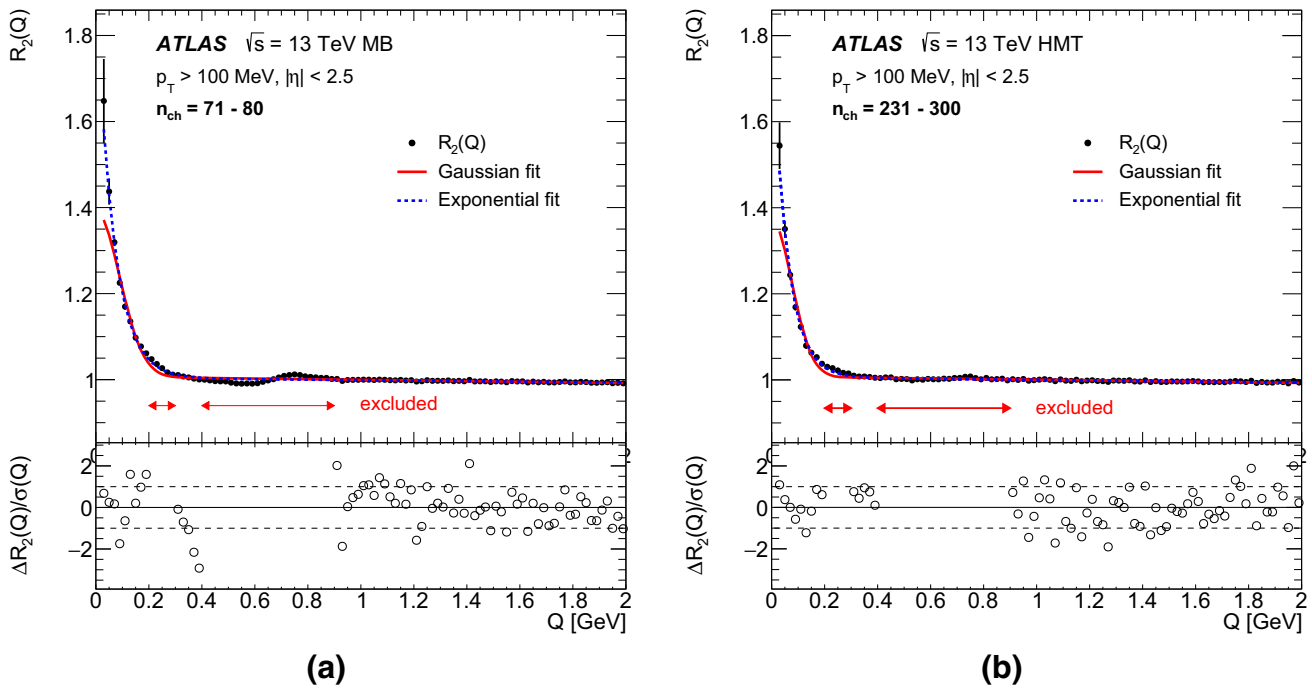 R₂(Q)
1.8
1.6
1.4
1.2
1
ATLAS √s = 13 TeV MB
p_T > 100 MeV, |η| < 2.5
n_ch = 71 - 80
R₂(Q)
Gaussian fit
Exponential fit
excluded
ΔR₂(Q)/σ(Q)
2
0
−2
0 0.2 0.4 0.6 0.8 1 1.2 1.4 1.6 1.8 2
Q [GeV]
(a)
R₂(Q)
1.8
1.6
1.4
1.2
1
ATLAS √s = 13 TeV HMT
p_T > 100 MeV, |η| < 2.5
n_ch = 231 - 300
R₂(Q)
Gaussian fit
Exponential fit
excluded
ΔR₂(Q)/σ(Q)
2
0
−2
0 0.2 0.4 0.6 0.8 1 1.2 1.4 1.6 1.8 2
Q [GeV]
(b)